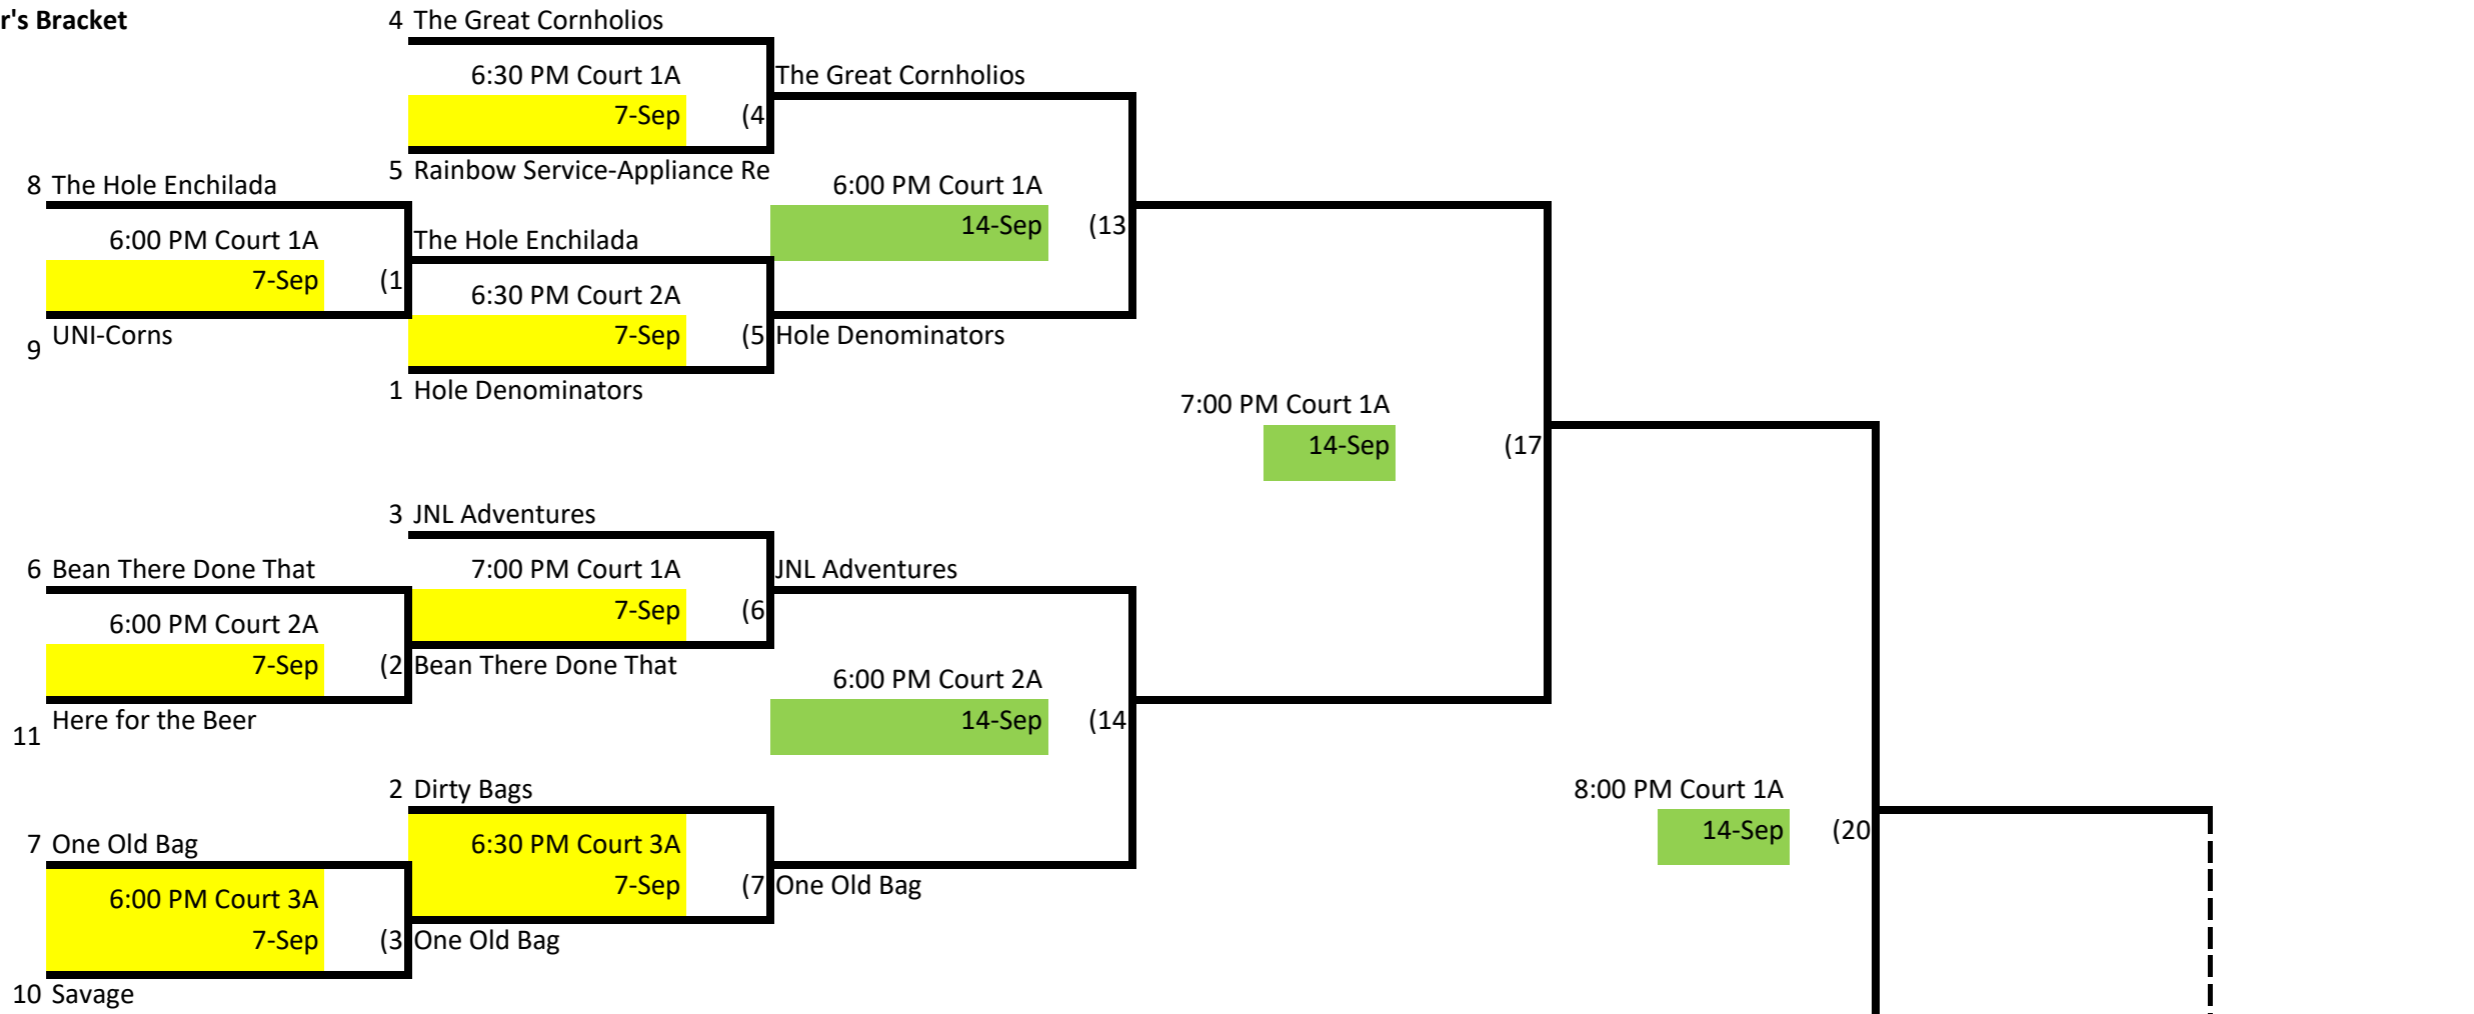 r's Bracket
4 The Great Cornholios
6:30 PM Court 1A
The Great Cornholios
7-Sep (4
5 Rainbow Service-Appliance Re
8 The Hole Enchilada
6:00 PM Court 1A
14-Sep (13
6:00 PM Court 1A
The Hole Enchilada
7-Sep (1
6:30 PM Court 2A
9 UNI-Corns
7-Sep (5
Hole Denominators
1 Hole Denominators
7:00 PM Court 1A
14-Sep (17
3 JNL Adventures
6 Bean There Done That
7:00 PM Court 1A
JNL Adventures
7-Sep (6
6:00 PM Court 2A
7-Sep (2
Bean There Done That
6:00 PM Court 2A
14-Sep (14
11 Here for the Beer
2 Dirty Bags
8:00 PM Court 1A
14-Sep (20
7 One Old Bag
6:30 PM Court 3A
7-Sep (7
One Old Bag
6:00 PM Court 3A
7-Sep (3
One Old Bag
10 Savage